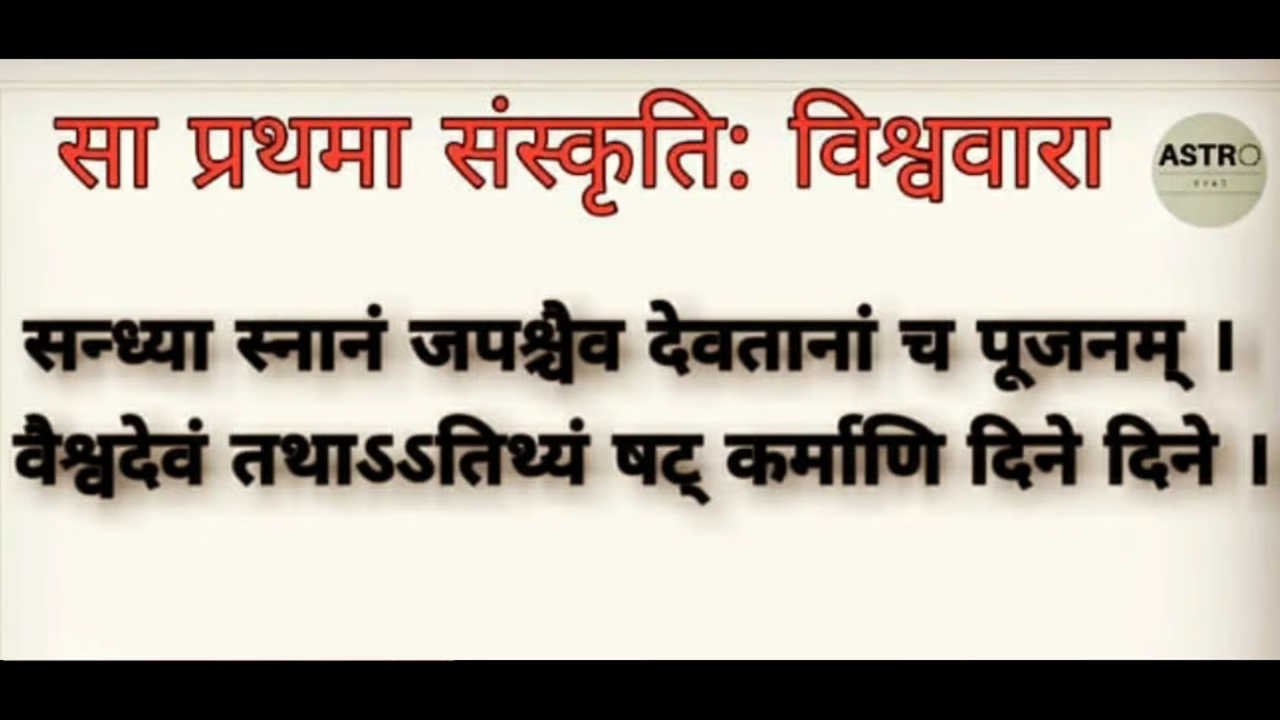 सा प्रथमा संस्कृति: विश्ववारा
ASTRO
सन्ध्या स्नानं जपश्चैव देवतानां च पूजनम् ।
वैश्वदेवं तथाऽऽतिथ्यं षट् कर्माणि दिने दिने ।